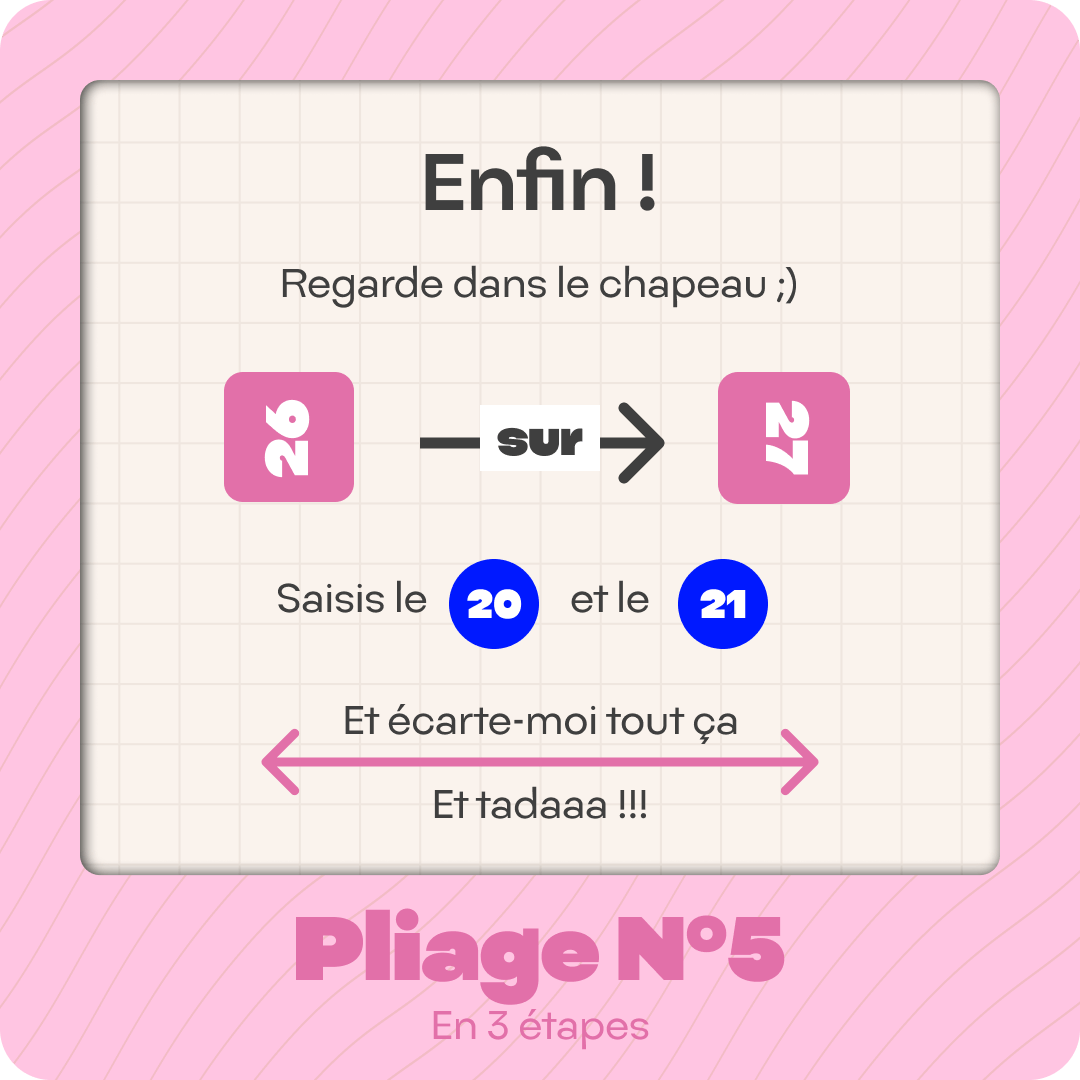 Enfin !
Regarde dans le chapeau ;)
26 sur 27
Saisis le 20 et le 21
Et écarte-moi tout ça
Et tadaaa !!!
Pliage N°5
En 3 étapes